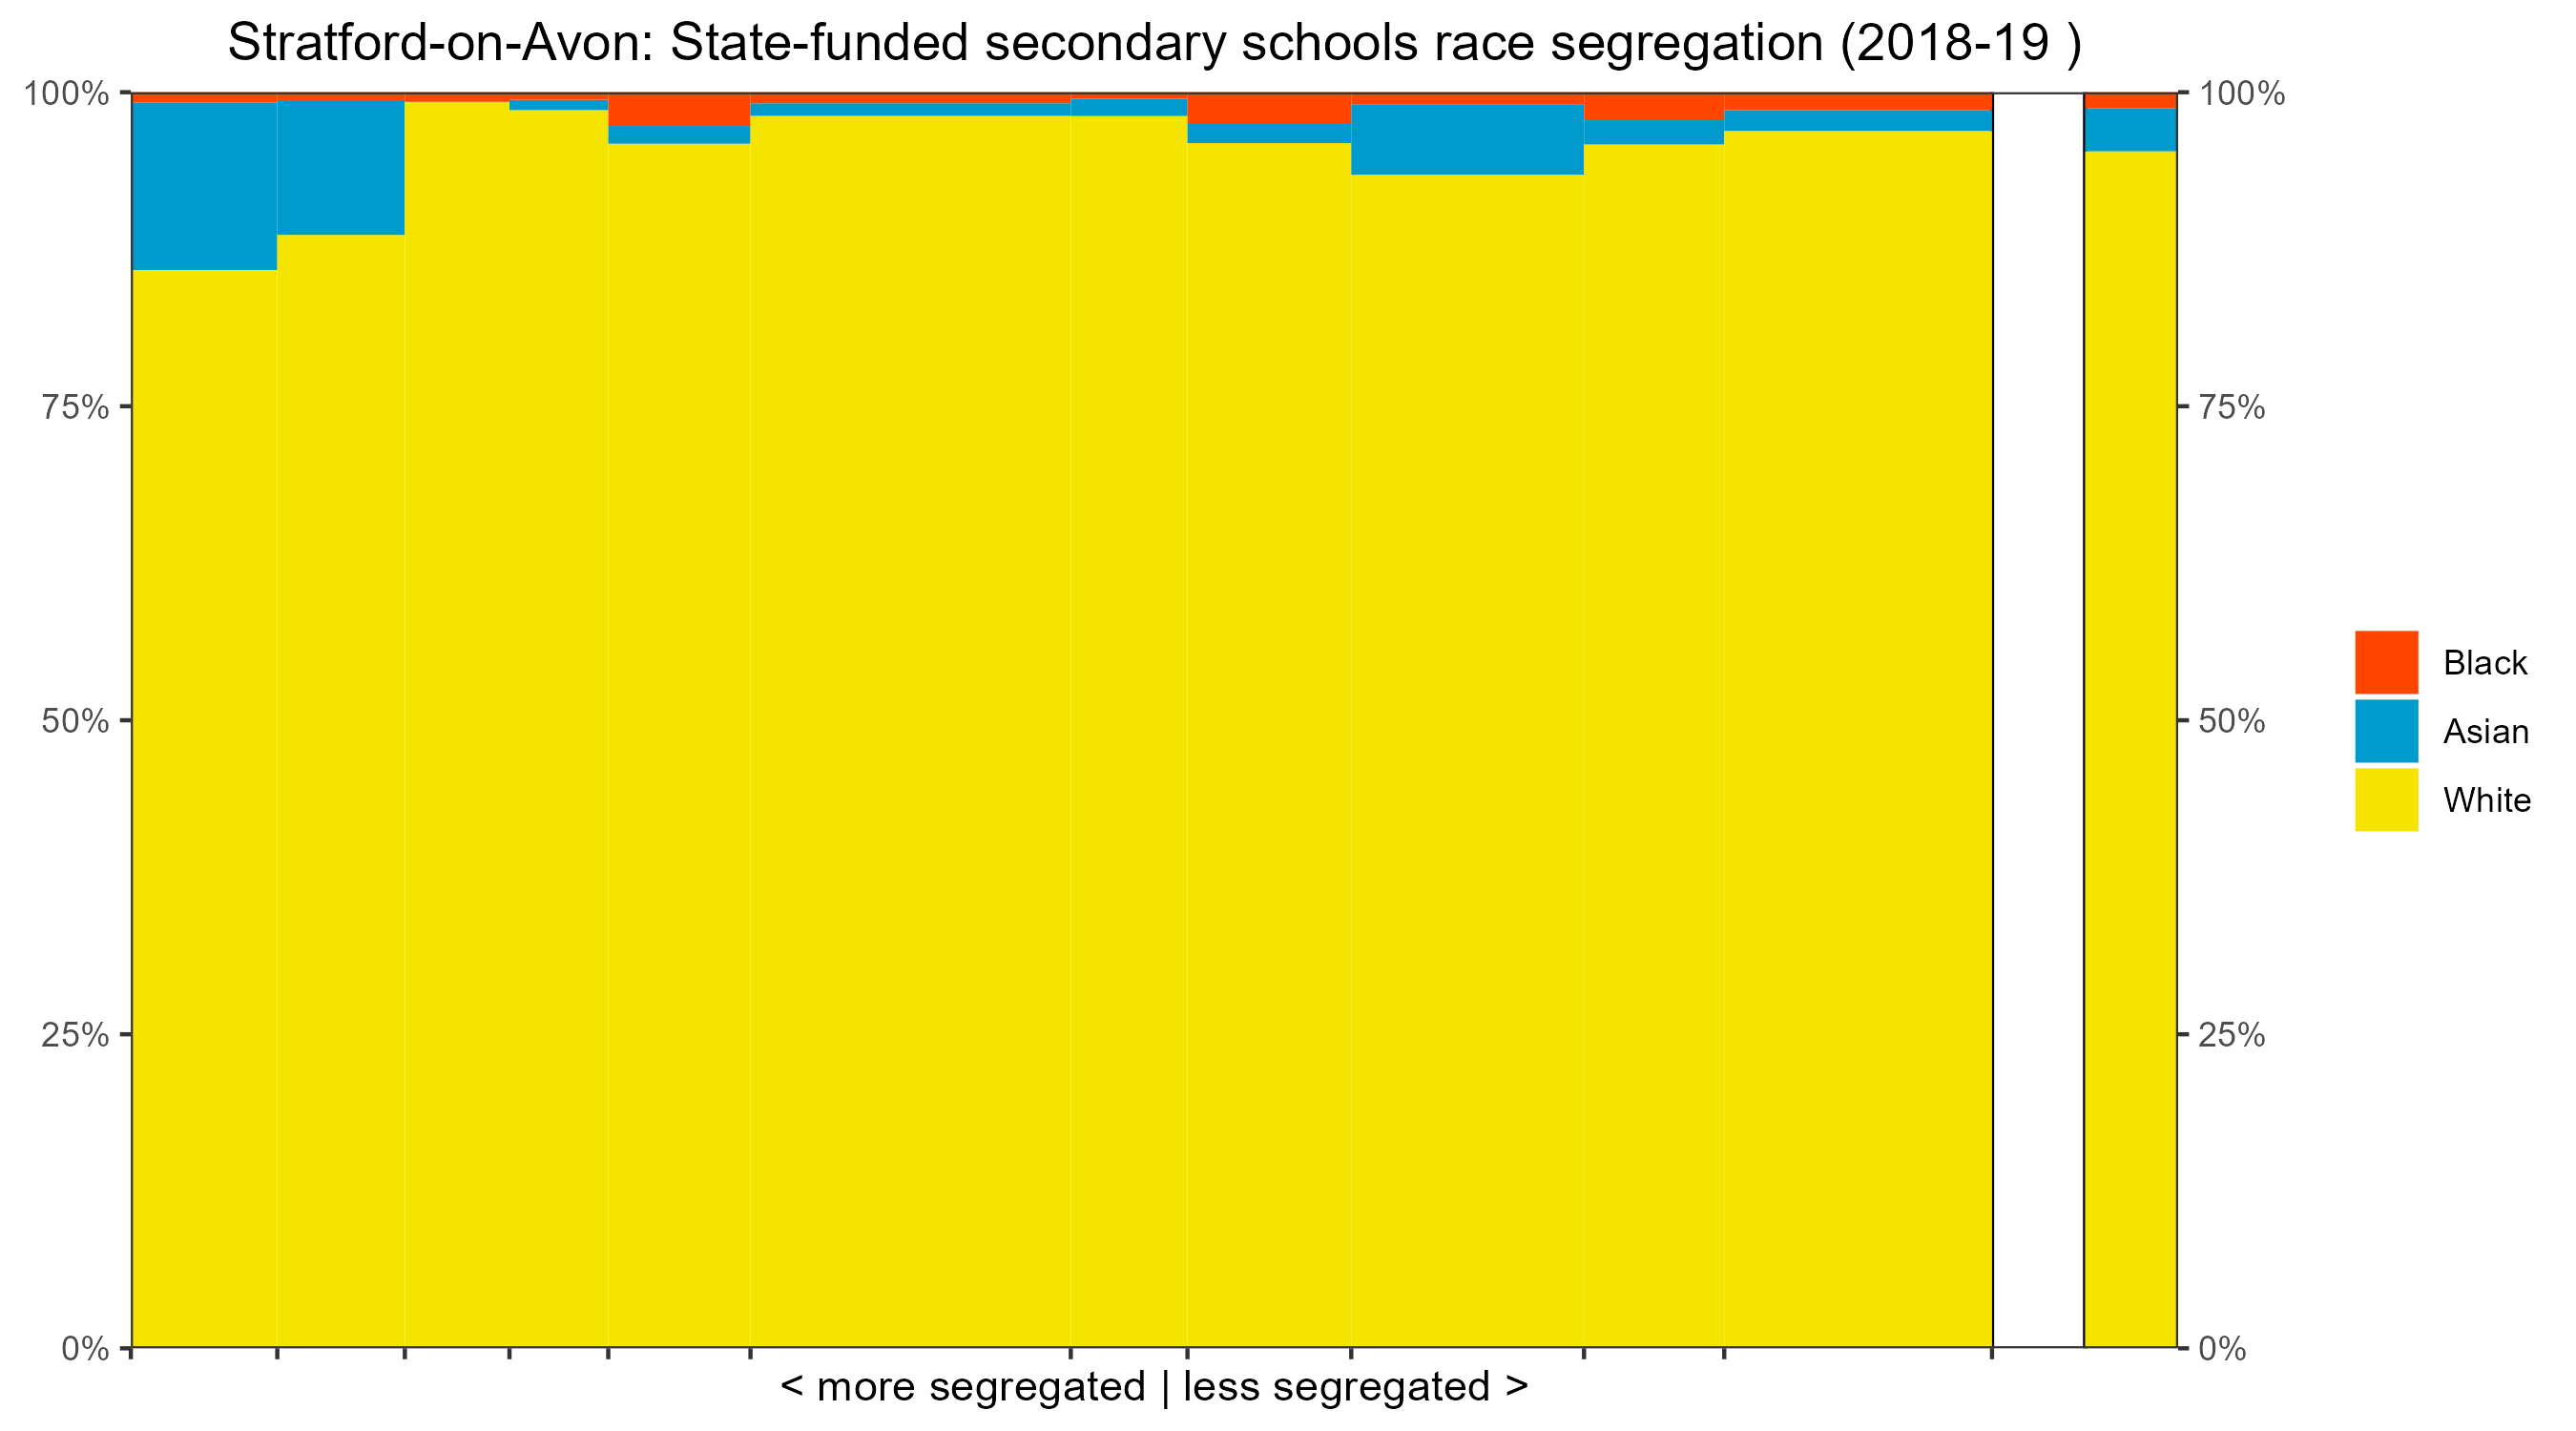 Stratford-on-Avon: State-funded secondary schools race segregation (2018-19 )
100%
75%
50%
25%
0%
100%
75%
50%
25%
0%
Black
Asian
White
< more segregated | less segregated >